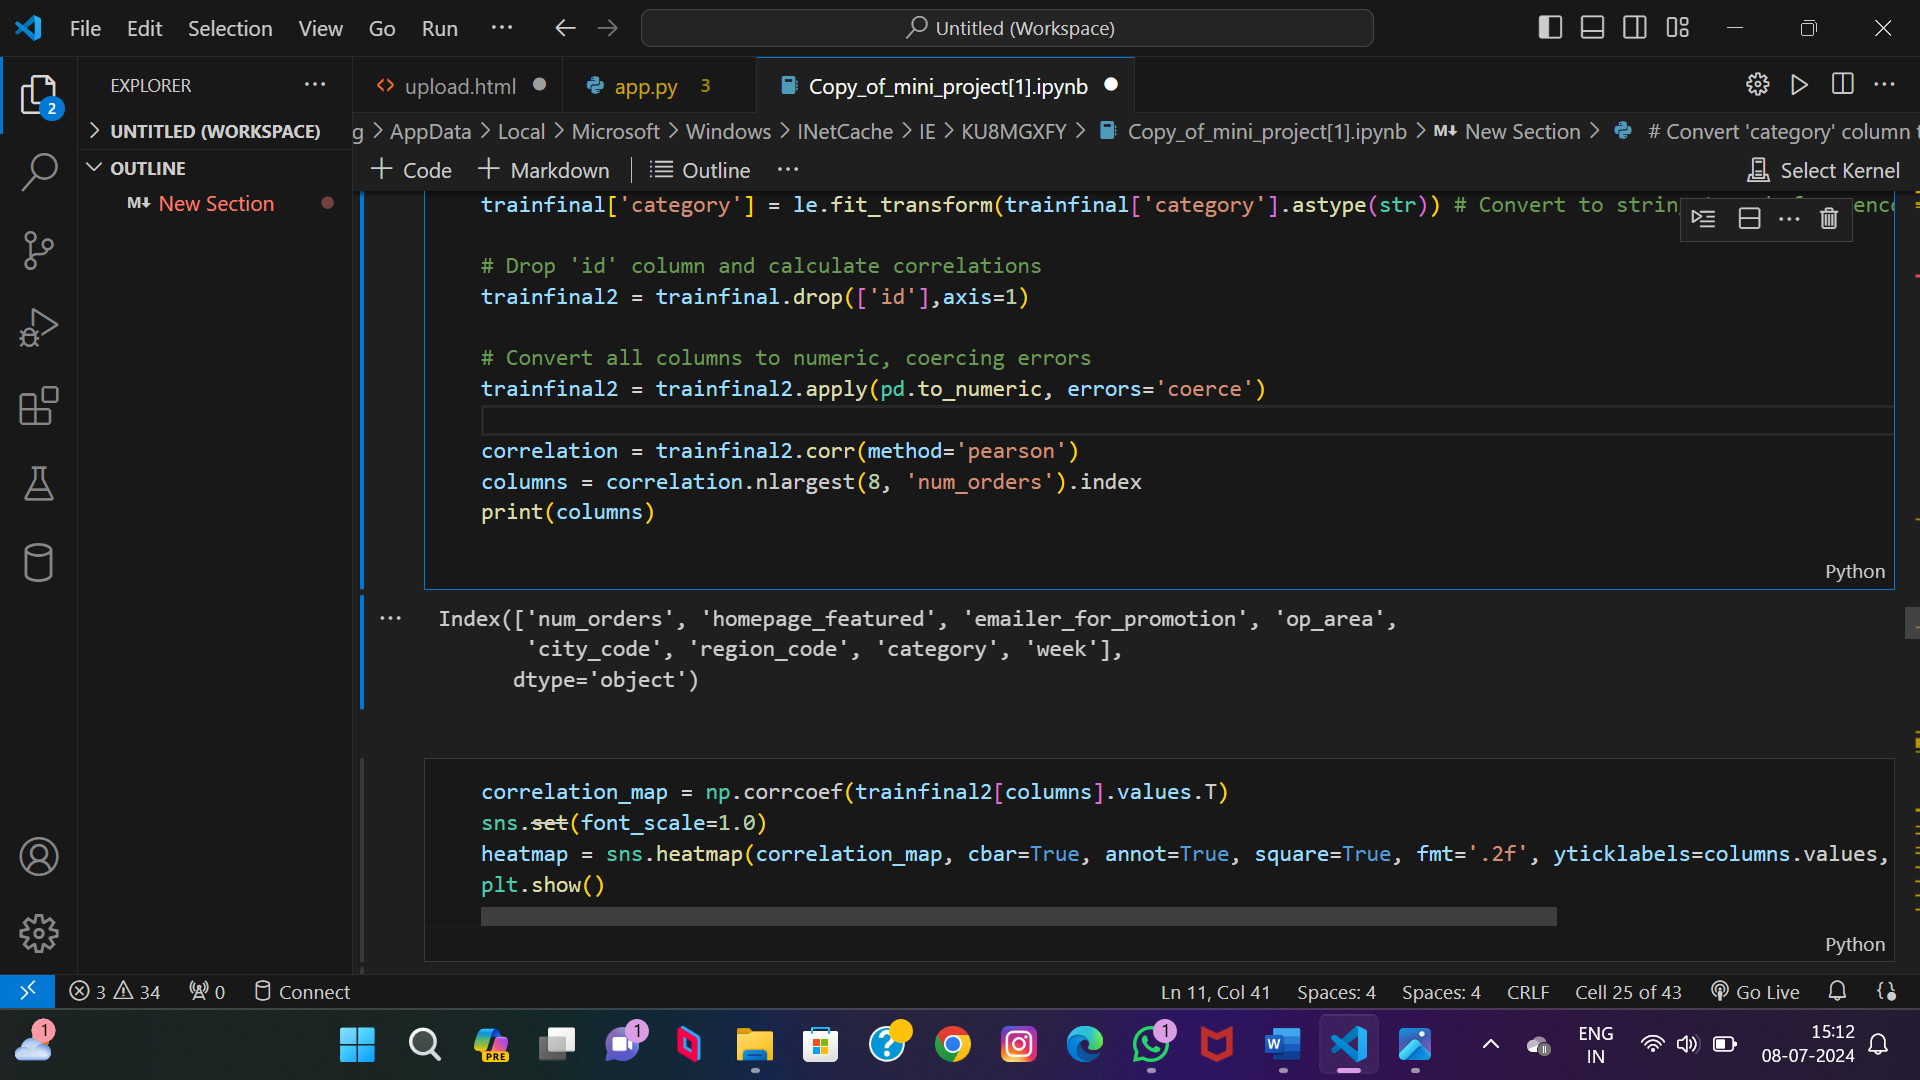 File Edit Selection View Go Run ··· Untitled (Workspace)
EXPLORER ···
upload.html
app.py 3
Copy_of_mini_project[1].ipynb
2
UNTITLED (WORKSPACE)
g > AppData > Local > Microsoft > Windows > INetCache > IE > KU8MGXFY > Copy_of_mini_project[1].ipynb > M↓ New Section > # Convert 'category' column t
OUTLINE
M↓ New Section
+ Code + Markdown Outline ··· Select Kernel
trainfinal['category'] = le.fit_transform(trainfinal['category'].astype(str)) # Convert to string
# Drop 'id' column and calculate correlations
trainfinal2 = trainfinal.drop(['id'],axis=1)
# Convert all columns to numeric, coercing errors
trainfinal2 = trainfinal2.apply(pd.to_numeric, errors='coerce')
correlation = trainfinal2.corr(method='pearson')
columns = correlation.nlargest(8, 'num_orders').index
print(columns)
Python
··· Index(['num_orders', 'homepage_featured', 'emailer_for_promotion', 'op_area',
'city_code', 'region_code', 'category', 'week'],
dtype='object')
correlation_map = np.corrcoef(trainfinal2[columns].values.T)
sns.set(font_scale=1.0)
heatmap = sns.heatmap(correlation_map, cbar=True, annot=True, square=True, fmt='.2f', yticklabels=columns.values,
plt.show()
Python
3 34 0 Connect Ln 11, Col 41 Spaces: 4 Spaces: 4 CRLF Cell 25 of 43 Go Live
1 PRE 1 1 ENG IN 15:12 08-07-2024